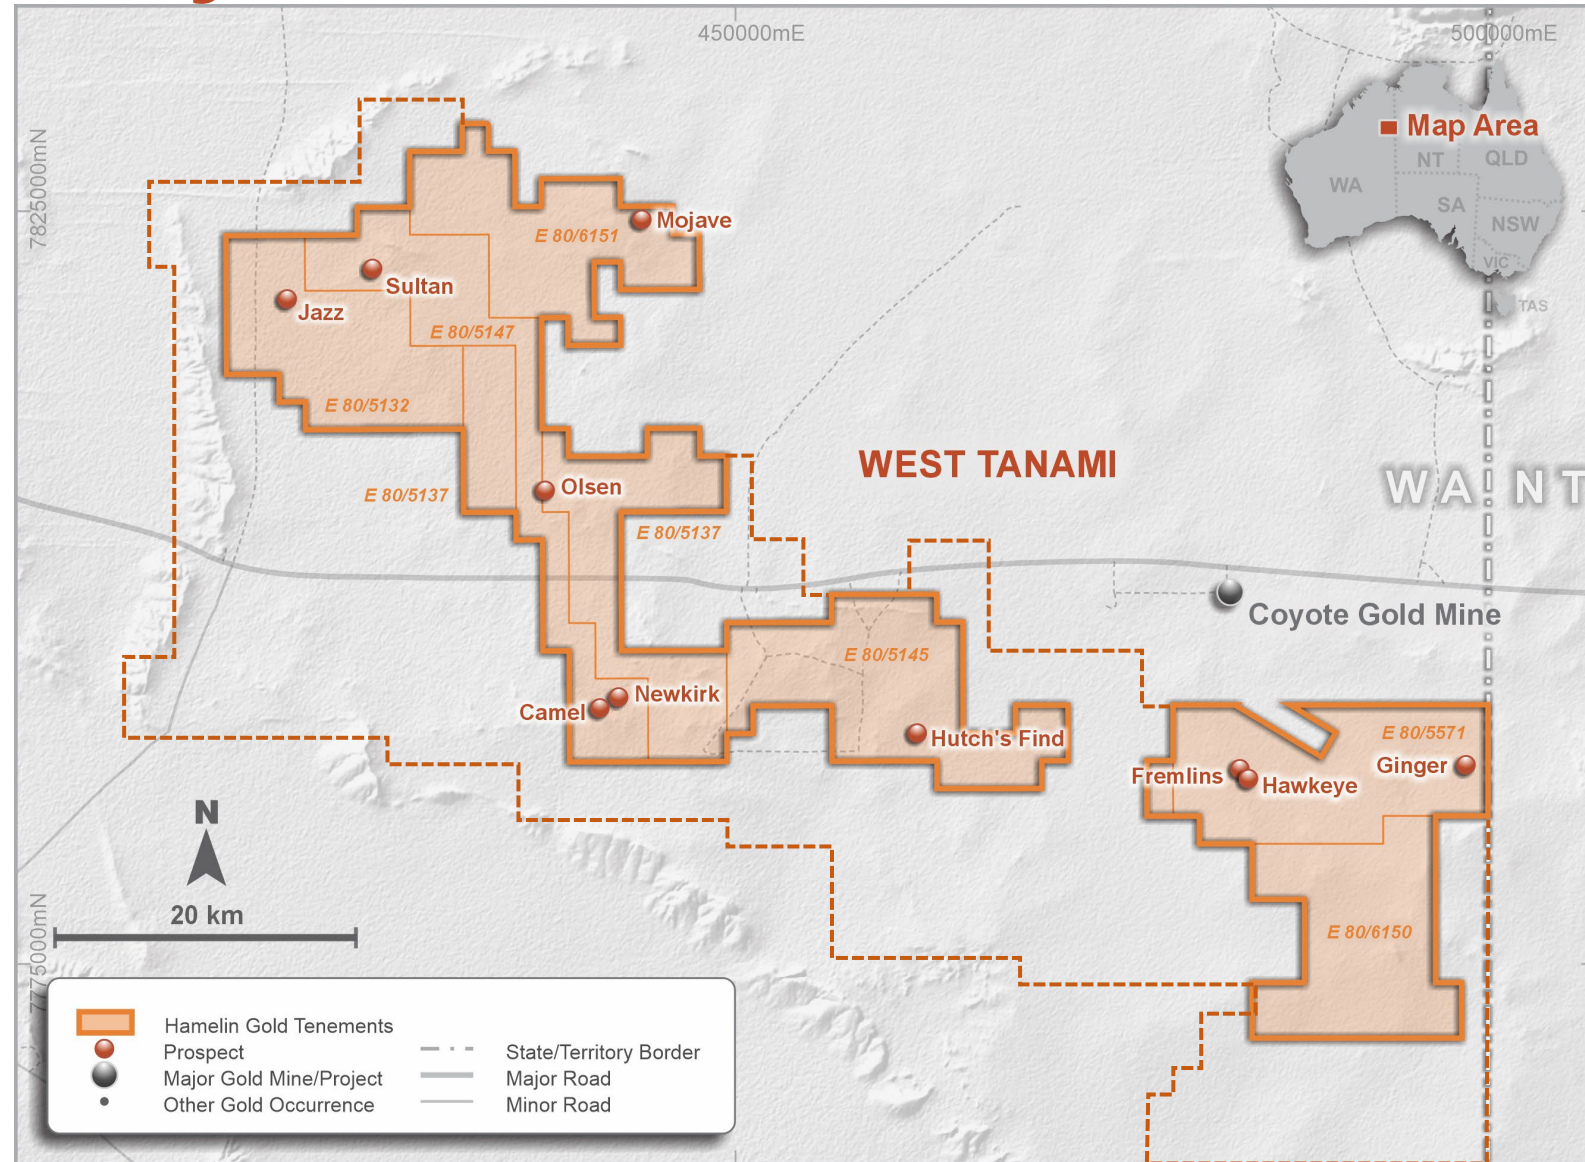 450000mE
500000mE
7825000mN
Map Area
NT
QLD
WA
SA
NSW
VIC
TAS
Mojave
E 80/6151
Sultan
Jazz
E 80/5147
E 80/5132
WEST TANAMI
Olsen
E 80/5137
WA NT
E 80/5137
Coyote Gold Mine
E 80/5145
Newkirk
Camel
Hutch's Find
E 80/5571
Fremlins
Hawkeye
Ginger
N
20 km
7775000mN
E 80/6150
Hamelin Gold Tenements
Prospect
Major Gold Mine/Project
Other Gold Occurrence
State/Territory Border
Major Road
Minor Road